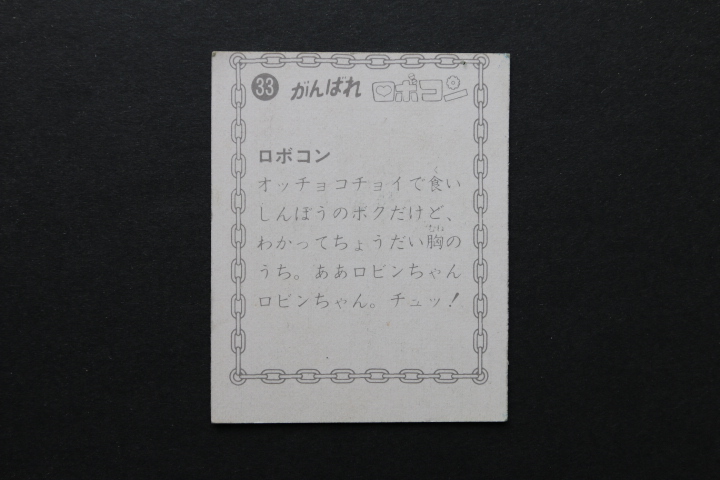 33 がんばれ ロボコン
ロボコン
オッチョコチョイで食い
しんぼうのボクだけど、
わかってちょうだい胸の
うち。ああロビンちゃん
ロビンちゃん。チュッ！